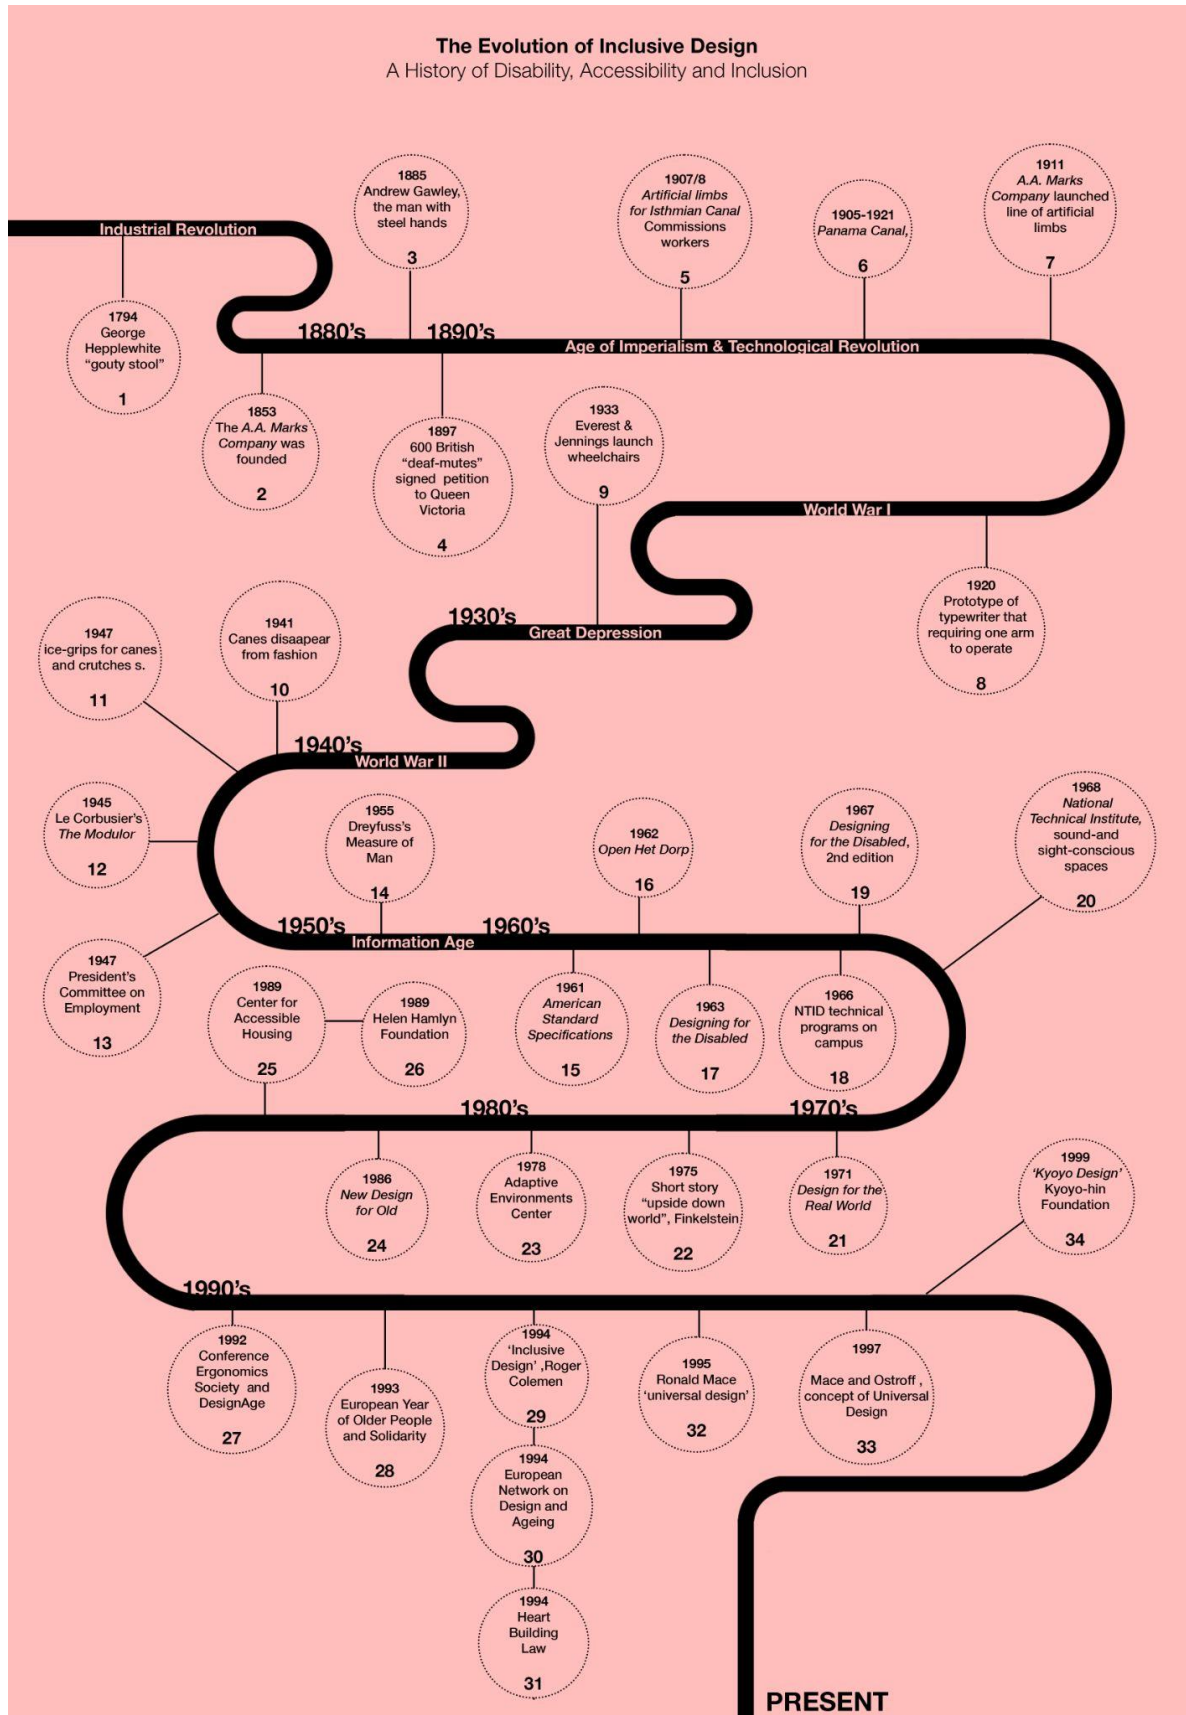 The Evolution of Inclusive Design
A History of Disability, Accessibility and Inclusion
Industrial Revolution
1794
George
Hepplewhite
“gouty stool”
1
1853
The A.A. Marks
Company was
founded
2
1880’s
1885
Andrew Gawley,
the man with
steel hands
3
1890’s
1897
600 British
“deaf-mutes”
signed petition
to Queen
Victoria
4
Age of Imperialism & Technological Revolution
1907/8
Artificial limbs
for Isthmian Canal
Commissions
workers
5
1905-1921
Panama Canal,
6
1911
A.A. Marks
Company launched
line of artificial
limbs
7
World War I
1920
Prototype of
typewriter that
requiring one arm
to operate
8
1933
Everest &
Jennings launch
wheelchairs
9
1930’s
Great Depression
1941
Canes disaapear
from fashion
10
1940’s
World War II
1947
ice-grips for canes
and crutches s.
11
1945
Le Corbusier’s
The Modulor
12
1947
President’s
Committee on
Employment
13
1955
Dreyfuss’s
Measure of
Man
14
1950’s
Information Age
1960’s
1961
American
Standard
Specifications
15
1962
Open Het Dorp
16
1963
Designing for
the Disabled
17
1966
NTID technical
programs on
campus
18
1967
Designing
for the Disabled,
2nd edition
19
1968
National
Technical Institute,
sound-and
sight-conscious
spaces
20
1970’s
1971
Design for the
Real World
21
1975
Short story
“upside down
world”, Finkelstein
22
1980’s
1978
Adaptive
Environments
Center
23
1986
New Design
for Old
24
1989
Center for
Accessible
Housing
25
1989
Helen Hamlyn
Foundation
26
1990’s
1992
Conference
Ergonomics
Society and
DesignAge
27
1993
European Year
of Older People
and Solidarity
28
1994
‘Inclusive
Design’ ,Roger
Colemen
29
1994
European
Network on
Design and
Ageing
30
1994
Heart
Building
Law
31
1995
Ronald Mace
‘universal design’
32
1997
Mace and Ostroff ,
concept of Universal
Design
33
1999
‘Kyoyo Design’
Kyoyo-hin
Foundation
34
PRESENT